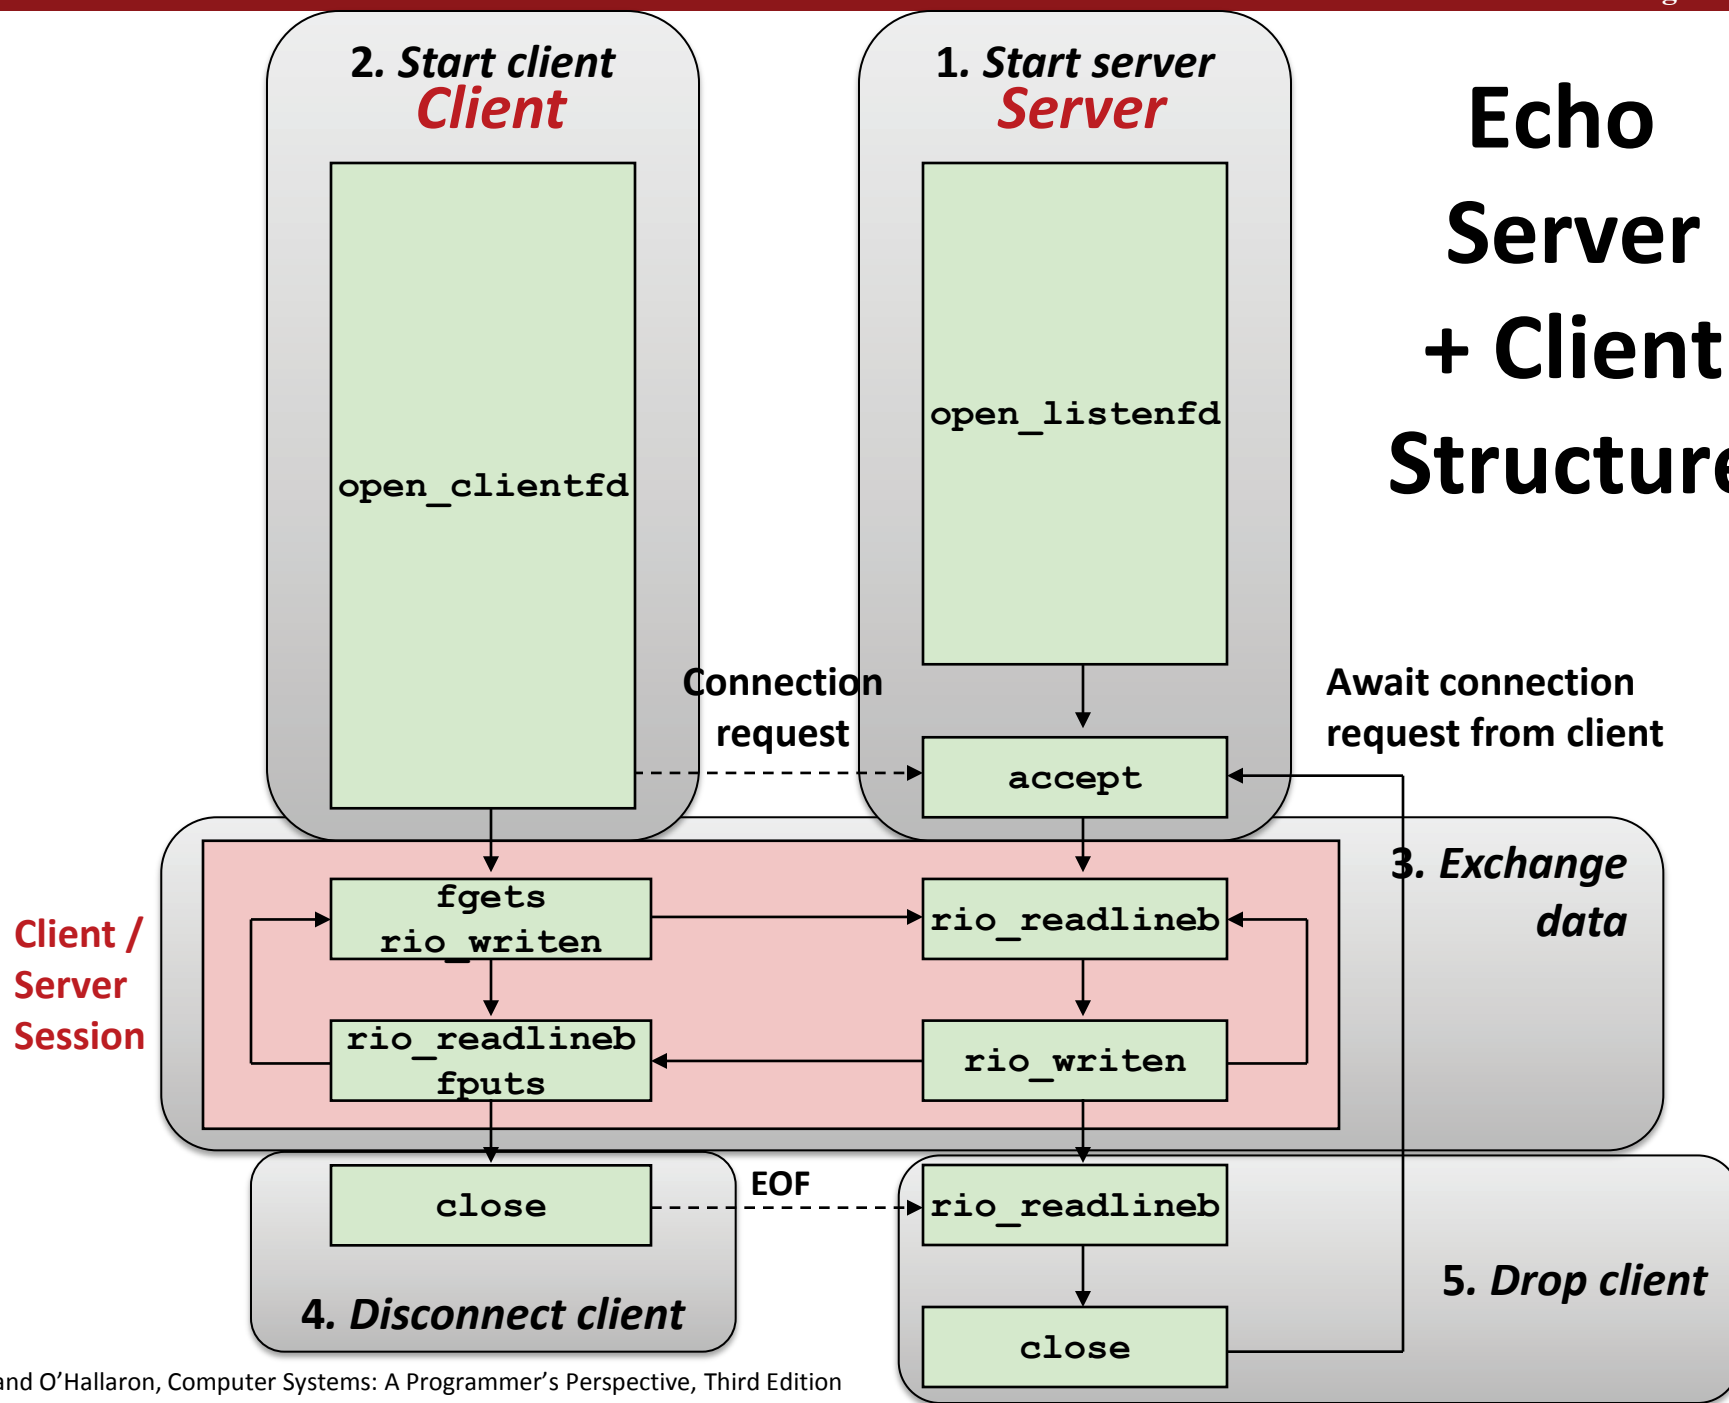 2. Start client
Client
1. Start server
Server
Echo
Server
+ Client
Structure
open_clientfd
open_listenfd
Connection
request
Await connection
request from client
accept
3. Exchange
data
Client /
Server
Session
fgets
rio_writen
rio_readlineb
rio_readlineb
fputs
rio_writen
close
EOF
rio_readlineb
4. Disconnect client
5. Drop client
close
and O'Hallaron, Computer Systems: A Programmer's Perspective, Third Edition